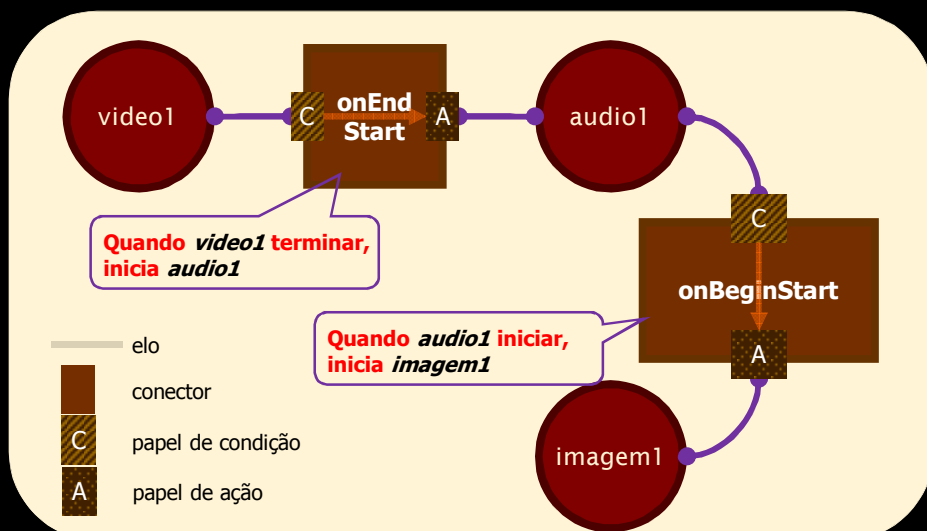 video1
C
onEnd
Start
A
audio1
Quando video1 terminar,
inicia audio1
C
onBeginStart
A
Quando audio1 iniciar,
inicia imagem1
imagem1
elo
conector
C
papel de condição
A
papel de ação